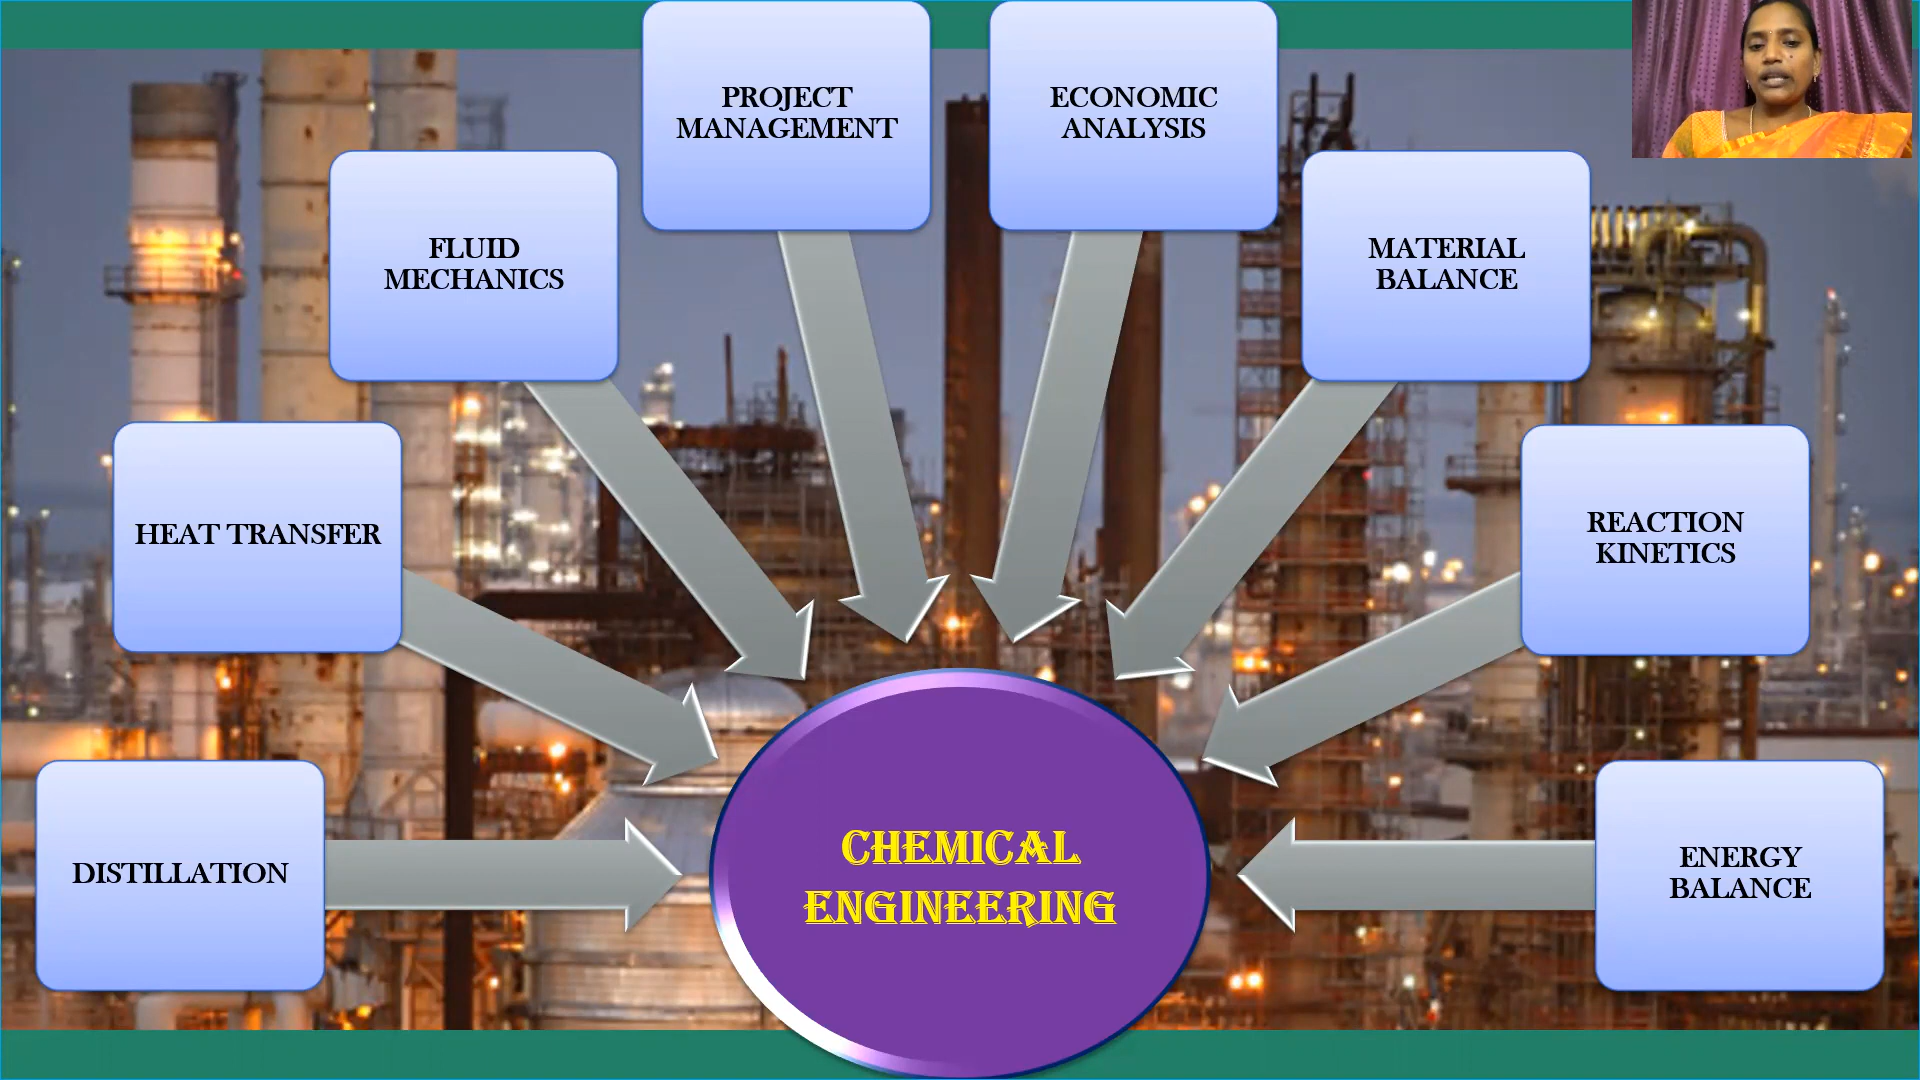 PROJECT
MANAGEMENT
ECONOMIC
ANALYSIS
FLUID
MECHANICS
MATERIAL
BALANCE
HEAT TRANSFER
REACTION
KINETICS
DISTILLATION
CHEMICAL
ENGINEERING
ENERGY
BALANCE